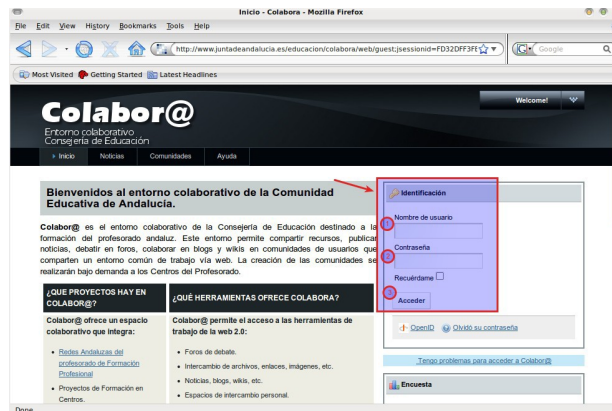 Inicio - Colabora - Mozilla Firefox
File Edit View History Bookmarks Tools Help
http://www.juntadeandalucia.es/educacion/colabora/web/guest;jsessionid=FD32DFF3FE
Google
Most Visited Getting Started Latest Headlines
Welcome!
Colabor@
Entorno colaborativo
Consejería de Educación
Inicio Noticias Comunidades Ayuda
Bienvenidos al entorno colaborativo de la Comunidad
Educativa de Andalucía.
Colabor@ es el entorno colaborativo de la Consejería de Educación destinado a la
formación del profesorado andaluz. Este entorno permite compartir recursos, publicar
noticias, debatir en foros, colaborar en blogs y wikis en comunidades de usuarios que
comparten un entorno común de trabajo vía web. La creación de las comunidades se
realizarán bajo demanda a los Centros del Profesorado.
¿QUE PROYECTOS HAY EN
COLABOR@?
Colabor@ ofrece un espacio
colaborativo que integra:
Redes Andaluzas del
profesorado de Formación
Profesional
Proyectos de Formación en
Centros.
¿QUÉ HERRAMIENTAS OFRECE COLABORA?
Colabor@ permite el acceso a las herramientas de
trabajo de la web 2.0:
Foros de debate.
Intercambio de archivos, enlaces, imágenes, etc.
Noticias, blogs, wikis, etc.
Espacios de intercambio personal.
Identificación
Nombre de usuario
1
Contraseña
2
Recuérdame
3
Acceder
OpenID Olvidó su contraseña
Tengo problemas para acceder a Colabor@
Encuesta
Done